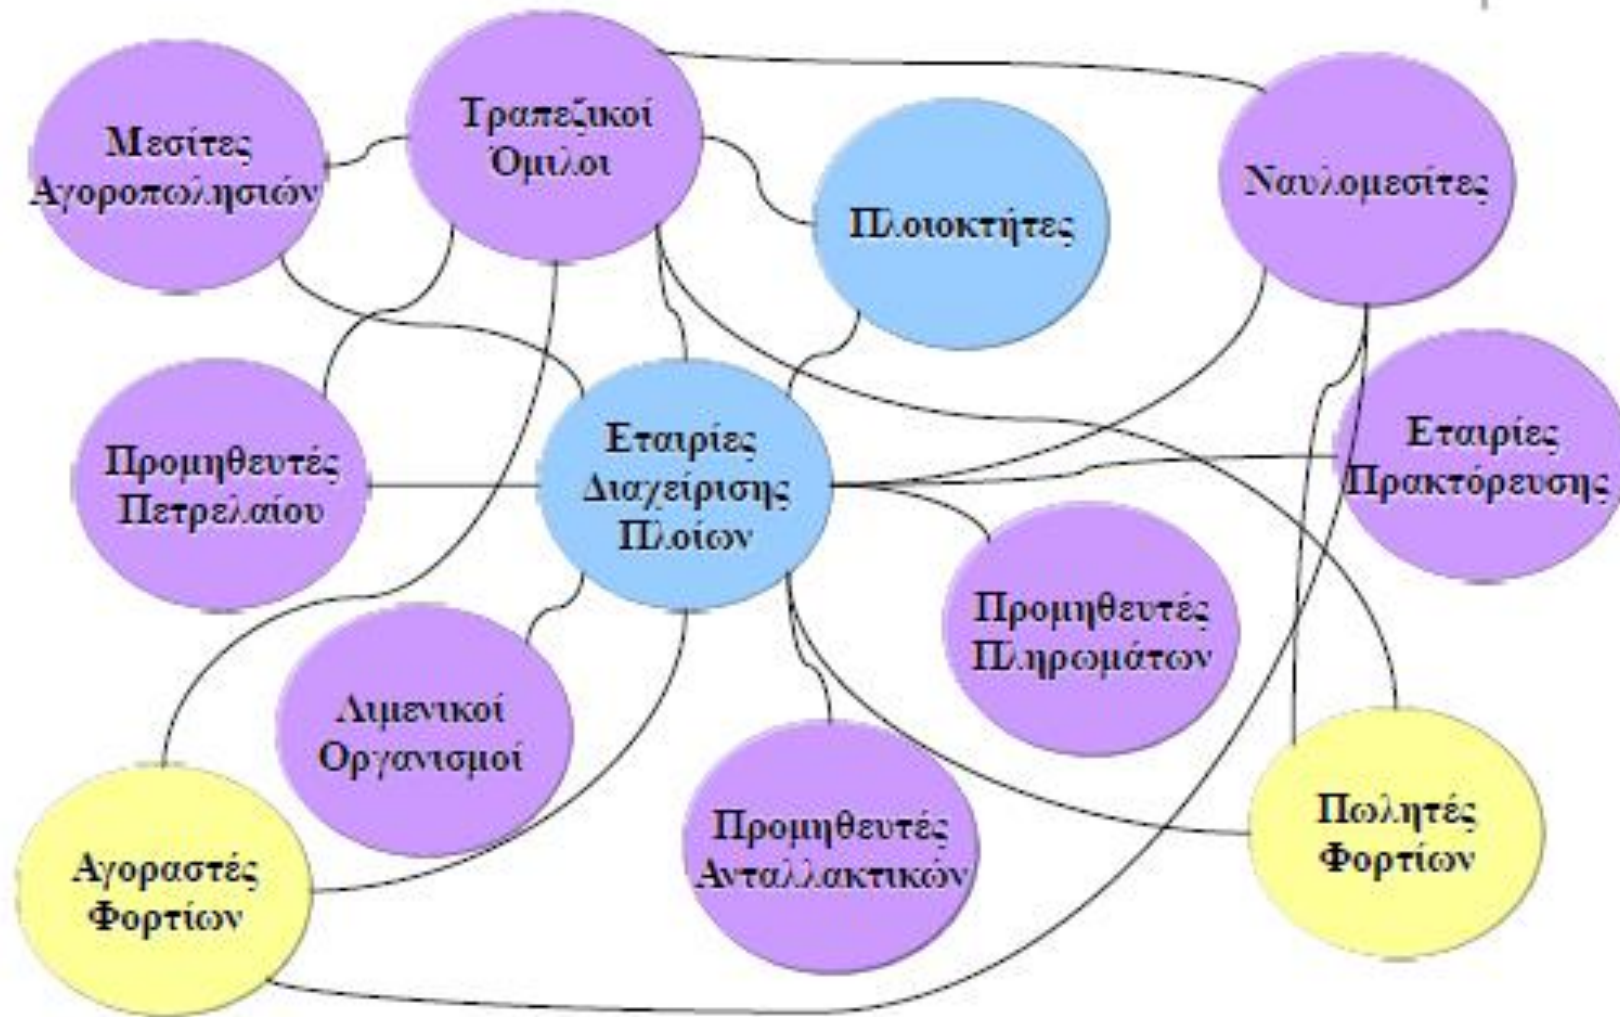 Μεσίτες
Αγοροπωλησιών
Τραπεζικοί
Όμιλοι
Πλοιοκτήτες
Ναυλομεσίτες
Προμηθευτές
Πετρελαίου
Εταιρίες
Διαχείρισης
Πλοίων
Εταιρίες
Πρακτόρευσης
Προμηθευτές
Πληρωμάτων
Λιμενικοί
Οργανισμοί
Αγοραστές
Φορτίων
Προμηθευτές
Ανταλλακτικών
Πωλητές
Φορτίων